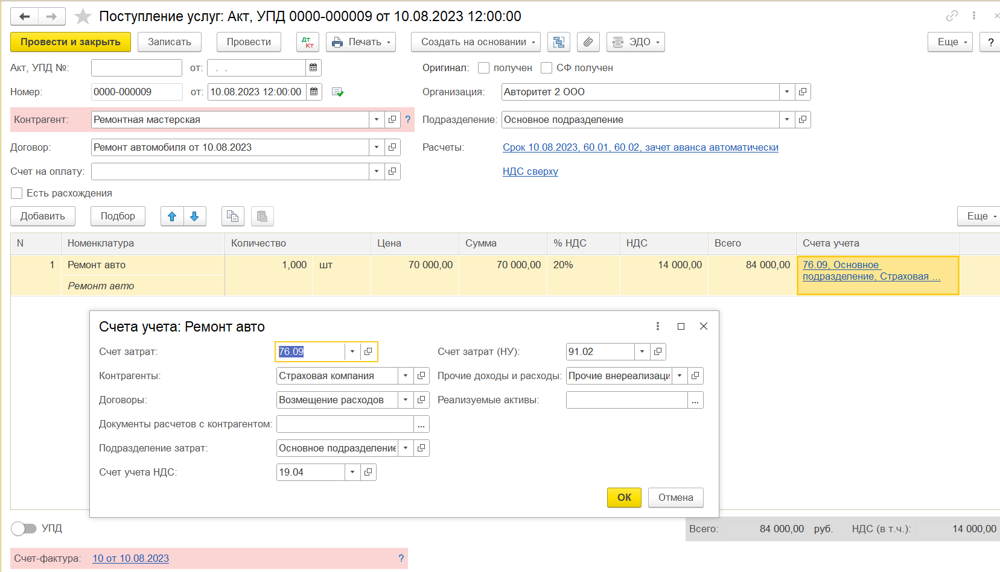 Поступление услуг: Акт, УПД 0000-000009 от 10.08.2023 12:00:00
Провести и закрыть Записать Провести Дт Кт Печать Создать на основании ЭДО Еще ?
Акт, УПД №: от: . . Оригинал: получен СФ получен
Номер: 0000-000009 от: 10.08.2023 12:00:00 Организация: Авторитет 2 ООО
Контрагент: Ремонтная мастерская ? Подразделение: Основное подразделение
Договор: Ремонт автомобиля от 10.08.2023 Расчеты: Срок 10.08.2023, 60.01, 60.02, зачет аванса автоматически
Счет на оплату: НДС сверху
Есть расхождения
Добавить Подбор Еще
N Номенклатура Количество Цена Сумма % НДС НДС Всего Счета учета
1 Ремонт авто 1,000 шт 70 000,00 70 000,00 20% 14 000,00 84 000,00 76.09, Основное
подразделение, Страховая ...
Ремонт авто
Счета учета: Ремонт авто
Счет затрат: 76.09 Счет затрат (НУ): 91.02
Контрагенты: Страховая компания Прочие доходы и расходы: Прочие внереализаци
Договоры: Возмещение расходов Реализуемые активы: ...
Документы расчетов с контрагентом: ...
Подразделение затрат: Основное подразделение
Счет учета НДС: 19.04
ОК Отмена
УПД Всего: 84 000,00 руб. НДС (в т.ч.): 14 000,00
Счет-фактура: 10 от 10.08.2023 ?